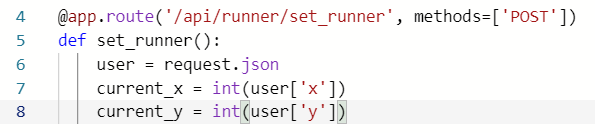 4 @app.route('/api/runner/set_runner', methods=['POST'])
5 def set_runner():
6 user = request.json
7 current_x = int(user['x'])
8 current_y = int(user['y'])